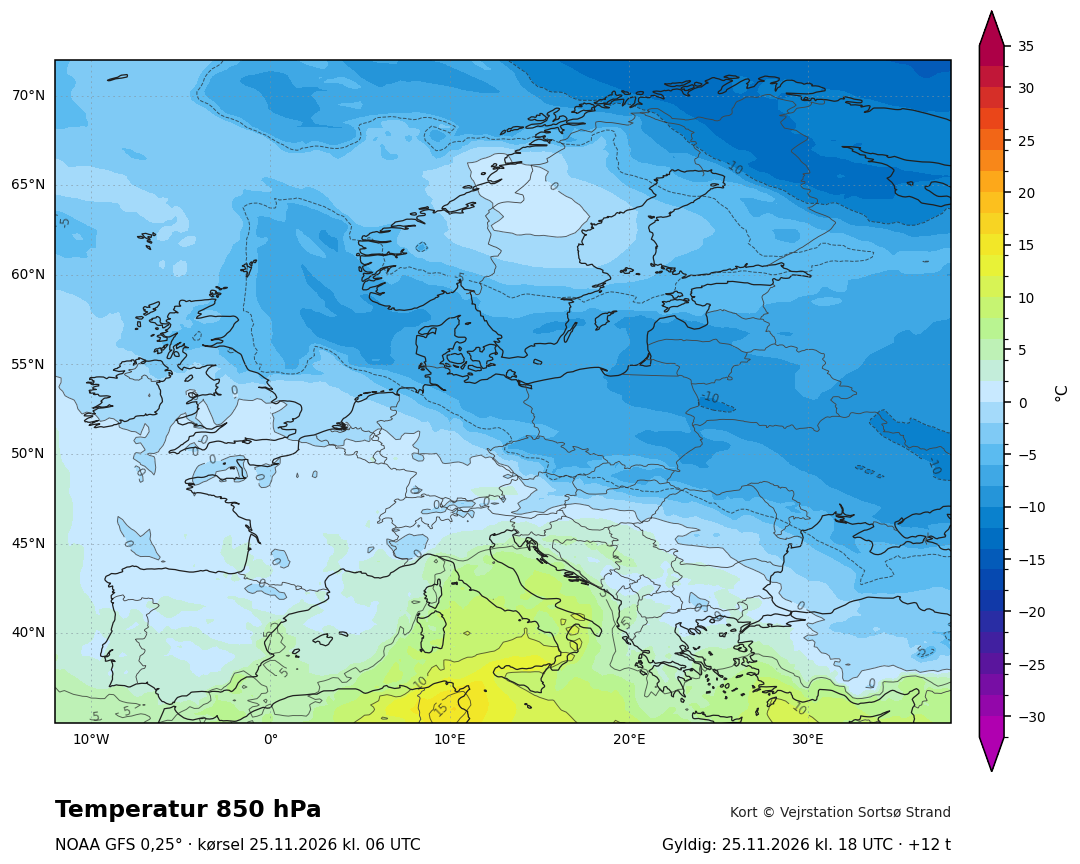 70°N
65°N
60°N
55°N
50°N
45°N
40°N
10°W
0°
10°E
20°E
30°E
35
30
25
20
15
10
5
0
−5
−10
−15
−20
−25
−30
°C
Temperatur 850 hPa
Kort © Vejrstation Sortsø Strand
NOAA GFS 0,25° · kørsel 25.11.2026 kl. 06 UTC
Gyldig: 25.11.2026 kl. 18 UTC · +12 t